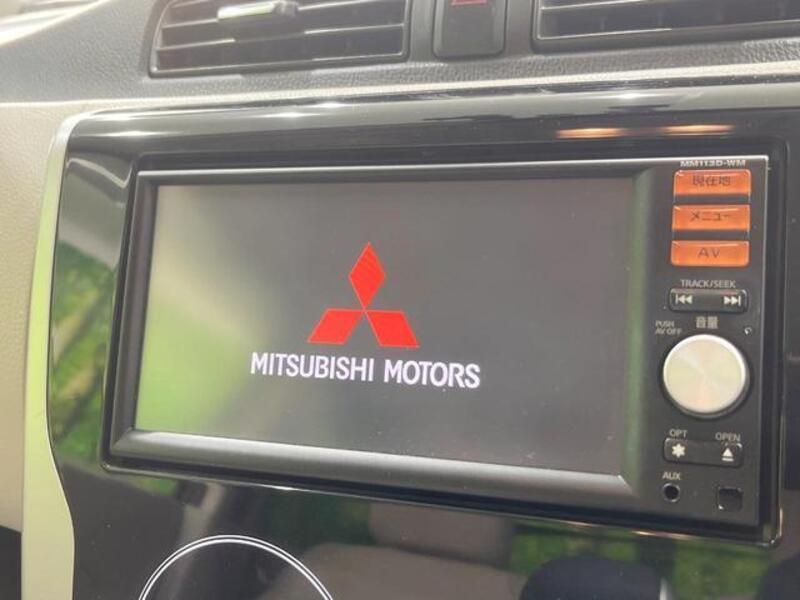 MM113D-WM
現在地
メニュー
AV
TRACK/SEEK
音量
PUSH
AV OFF
MITSUBISHI MOTORS
OPT
OPEN
AUX